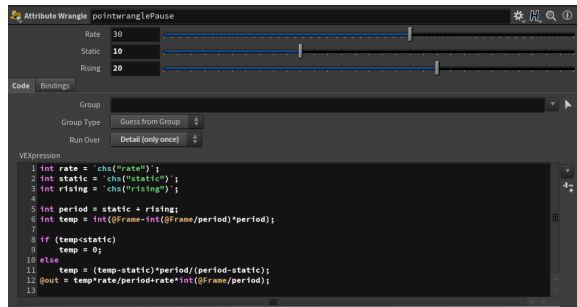 Attribute Wrangle pointwranglePause
Rate 30
Static 10
Rising 20
Code Bindings
Group
Group Type Guess from Group
Run Over Detail (only once)
VEXpression
1 int rate = `chs("rate")`;
2 int static = `chs("static")`;
3 int rising = `chs("rising")`;
4
5 int period = static + rising;
6 int temp = int(@Frame-int(@Frame/period)*period);
7
8 if (temp<static)
9 temp = 0;
10 else
11 temp = (temp-static)*period/(period-static);
12 @out = temp*rate/period+rate*int(@Frame/period);
13